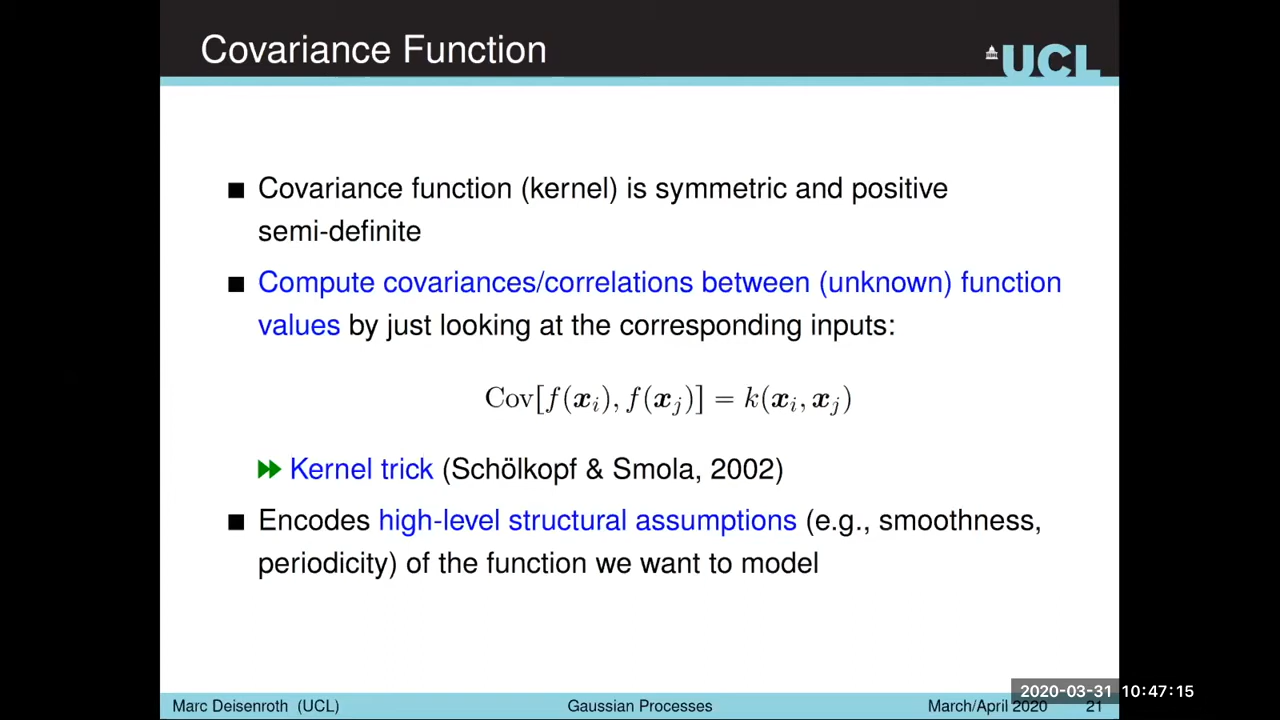 Covariance Function
UCL
■ Covariance function (kernel) is symmetric and positive
semi-definite
■ Compute covariances/correlations between (unknown) function
values by just looking at the corresponding inputs:
Cov[f(𝒙ᵢ), f(𝒙ⱼ)] = k(𝒙ᵢ, 𝒙ⱼ)
▶▶ Kernel trick (Schölkopf & Smola, 2002)
■ Encodes high-level structural assumptions (e.g., smoothness,
periodicity) of the function we want to model
2020-03-31 10:47:15
Marc Deisenroth (UCL) Gaussian Processes March/April 2020 21